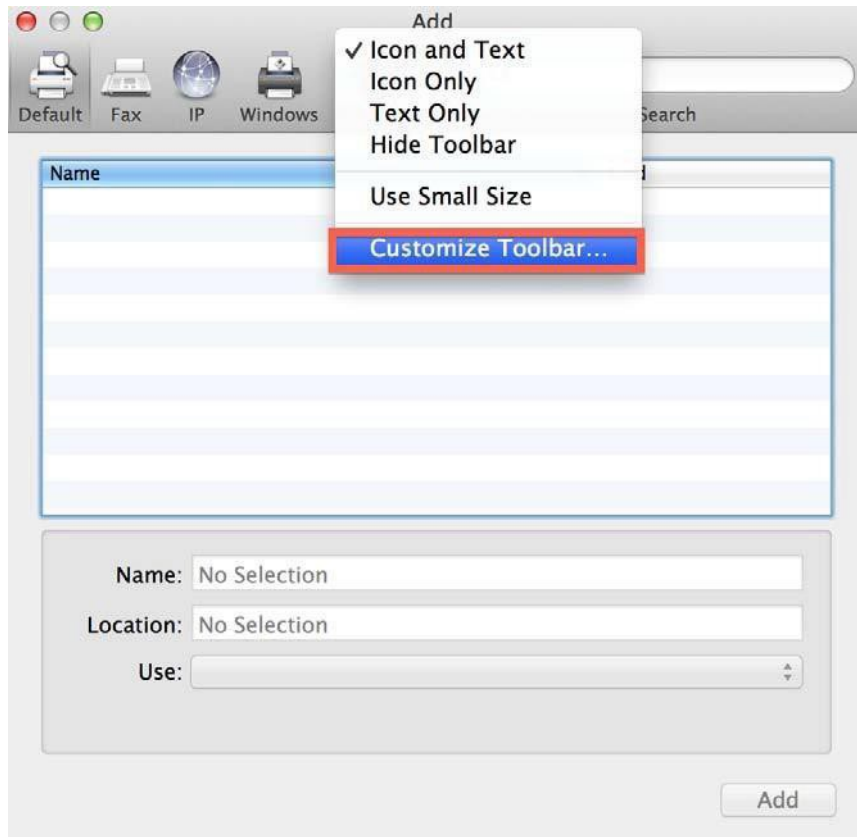 Add
Default Fax IP Windows Search
✓ Icon and Text
Icon Only
Text Only
Hide Toolbar
Use Small Size
Customize Toolbar...
Name
Name: No Selection
Location: No Selection
Use:
Add